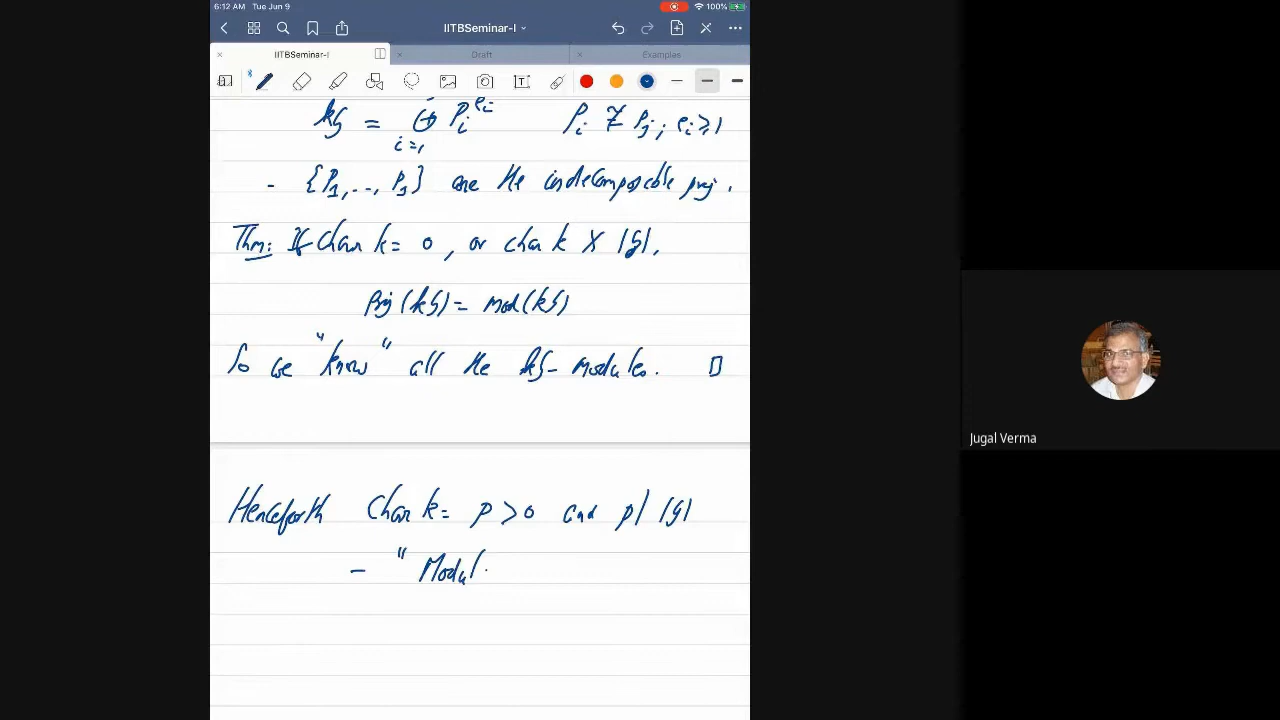 6:12 AM Tue Jun 9
100%
IITBSeminar-I
IITBSeminar-I Draft Examples
kG = ⊕ Pᵢ^eᵢ Pᵢ ≇ Pⱼ ; eᵢ ≥ 1
i=1
- {P₁, ..., Pₛ} are the indecomposable proj.
Thm: If Char k = 0, or char k ∤ |G|,
Proj(kG) = mod(kG)
So we "know" all the kG-modules. □
Henceforth Char k = p > 0 and p | |G|
- "Modul
Jugal Verma